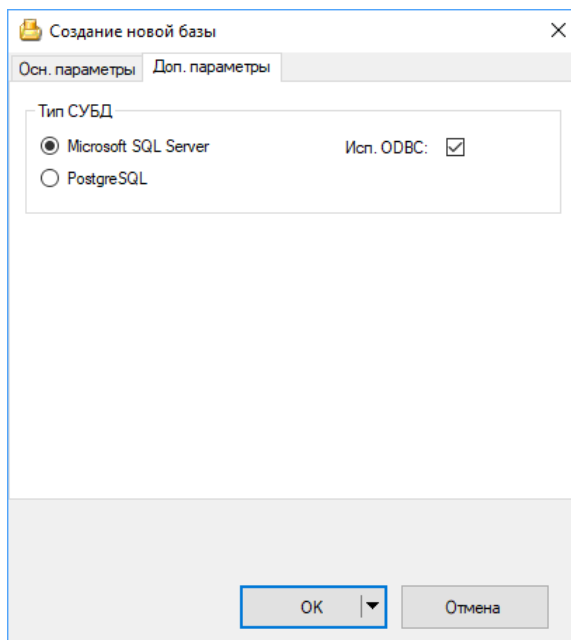 Создание новой базы
Осн. параметры Доп. параметры
Тип СУБД
Microsoft SQL Server Исп. ODBC:
PostgreSQL
OK Отмена